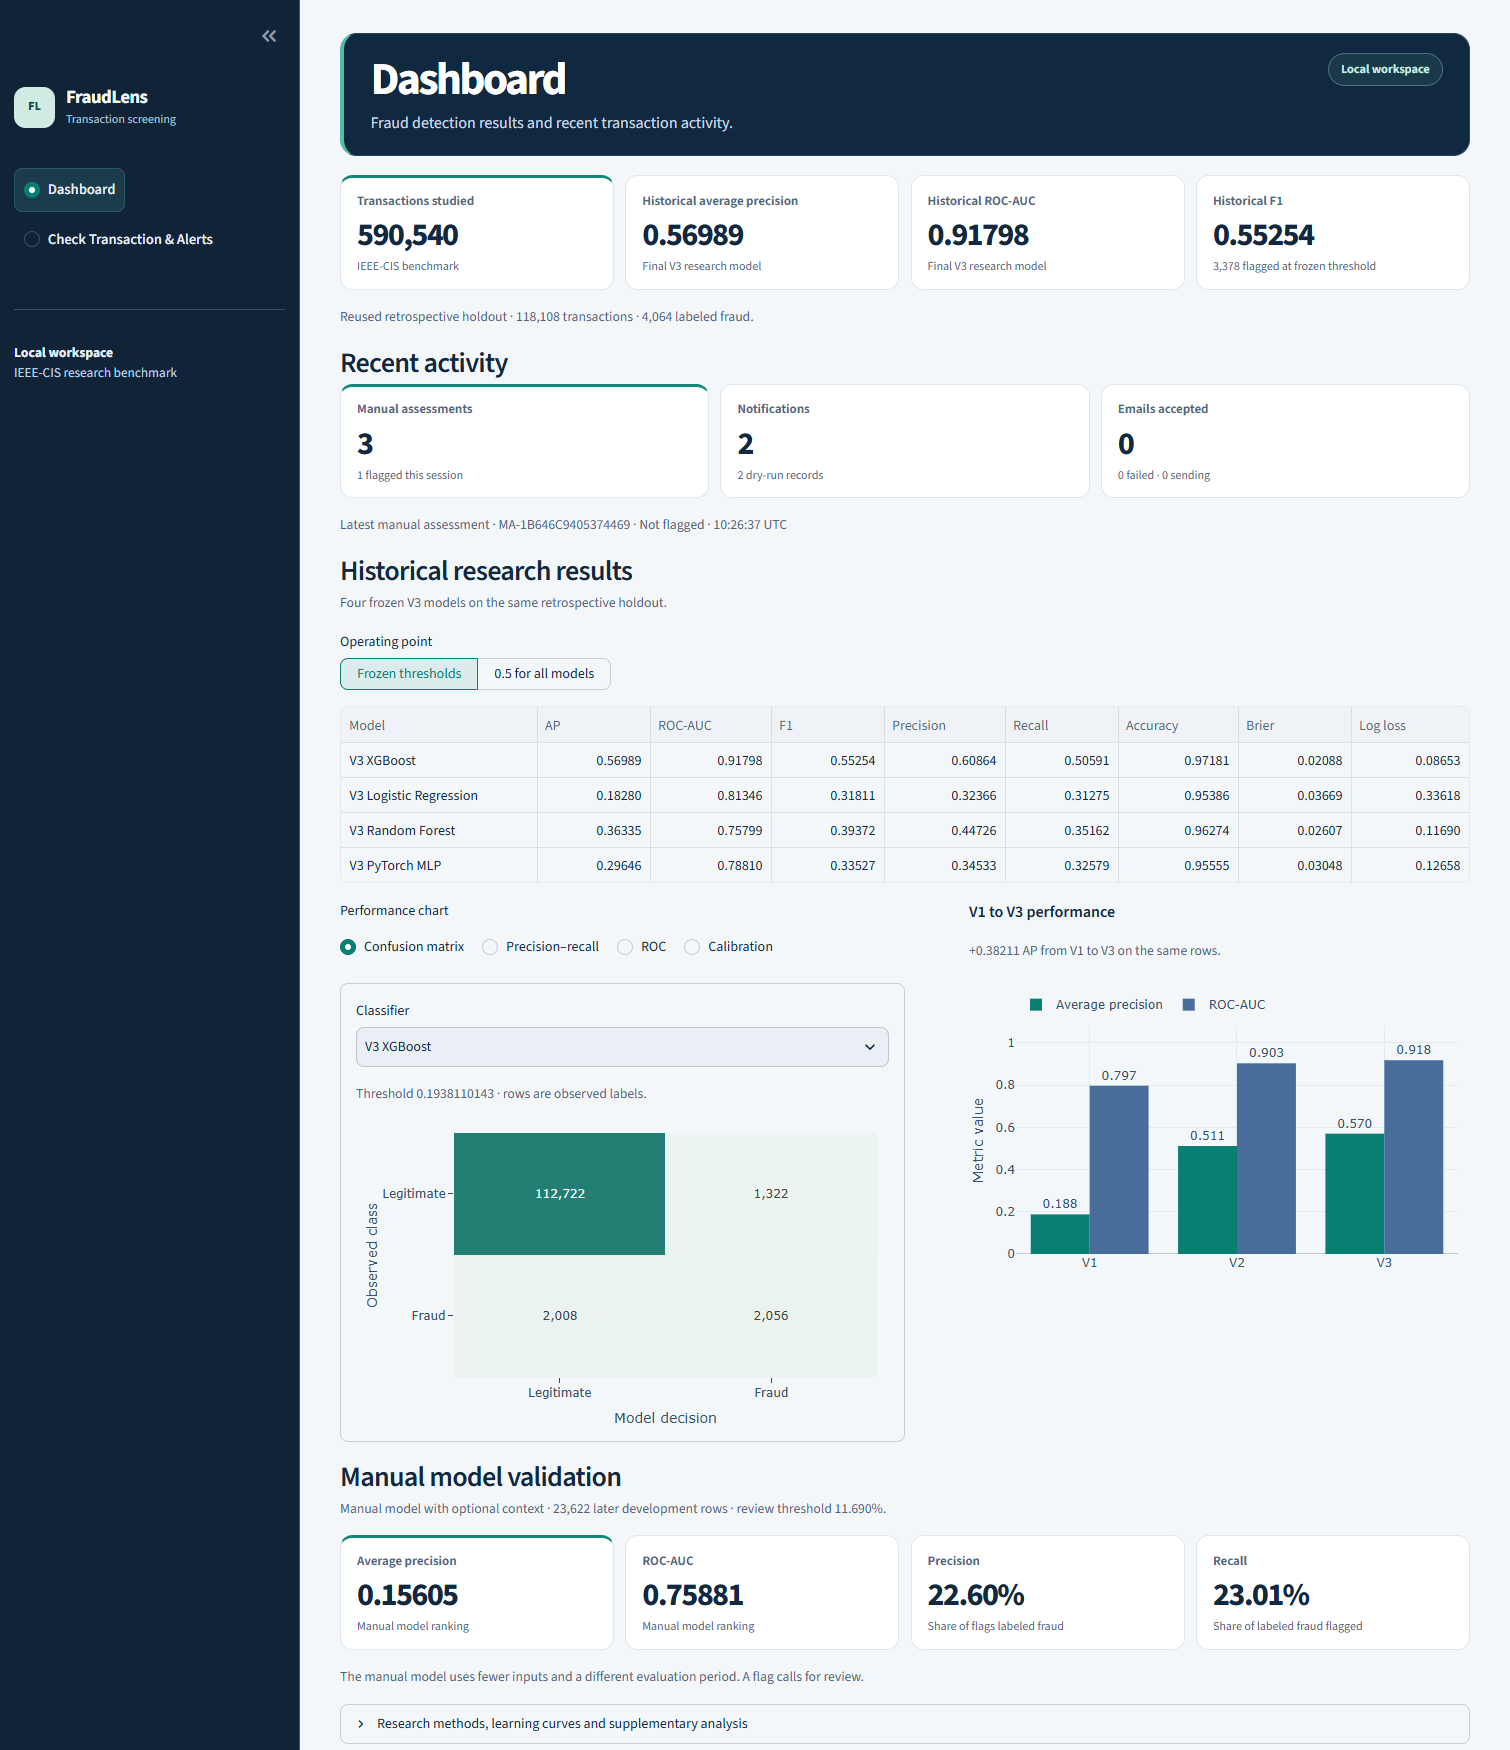 FL
FraudLens
Transaction screening
Dashboard
Check Transaction & Alerts
Local workspace
IEEE-CIS research benchmark
Dashboard
Local workspace
Fraud detection results and recent transaction activity.
Transactions studied
590,540
IEEE-CIS benchmark
Historical average precision
0.56989
Final V3 research model
Historical ROC-AUC
0.91798
Final V3 research model
Historical F1
0.55254
3,378 flagged at frozen threshold
Reused retrospective holdout · 118,108 transactions · 4,064 labeled fraud.
Recent activity
Manual assessments
3
1 flagged this session
Notifications
2
2 dry-run records
Emails accepted
0
0 failed · 0 sending
Latest manual assessment · MA-1B646C9405374469 · Not flagged · 10:26:37 UTC
Historical research results
Four frozen V3 models on the same retrospective holdout.
Operating point
Frozen thresholds 0.5 for all models
Model AP ROC-AUC F1 Precision Recall Accuracy Brier Log loss
V3 XGBoost 0.56989 0.91798 0.55254 0.60864 0.50591 0.97181 0.02088 0.08653
V3 Logistic Regression 0.18280 0.81346 0.31811 0.32366 0.31275 0.95386 0.03669 0.33618
V3 Random Forest 0.36335 0.75799 0.39372 0.44726 0.35162 0.96274 0.02607 0.11690
V3 PyTorch MLP 0.29646 0.78810 0.33527 0.34533 0.32579 0.95555 0.03048 0.12658
Performance chart
Confusion matrix Precision–recall ROC Calibration
Classifier
V3 XGBoost
Threshold 0.1938110143 · rows are observed labels.
Observed class
Legitimate 112,722 1,322
Fraud 2,008 2,056
Legitimate Fraud
Model decision
V1 to V3 performance
+0.38211 AP from V1 to V3 on the same rows.
Average precision ROC-AUC
Metric value
1
0.8
0.6
0.4
0.2
0
0.188
0.797
0.511
0.903
0.570
0.918
V1 V2 V3
Manual model validation
Manual model with optional context · 23,622 later development rows · review threshold 11.690%.
Average precision
0.15605
Manual model ranking
ROC-AUC
0.75881
Manual model ranking
Precision
22.60%
Share of flags labeled fraud
Recall
23.01%
Share of labeled fraud flagged
The manual model uses fewer inputs and a different evaluation period. A flag calls for review.
Research methods, learning curves and supplementary analysis